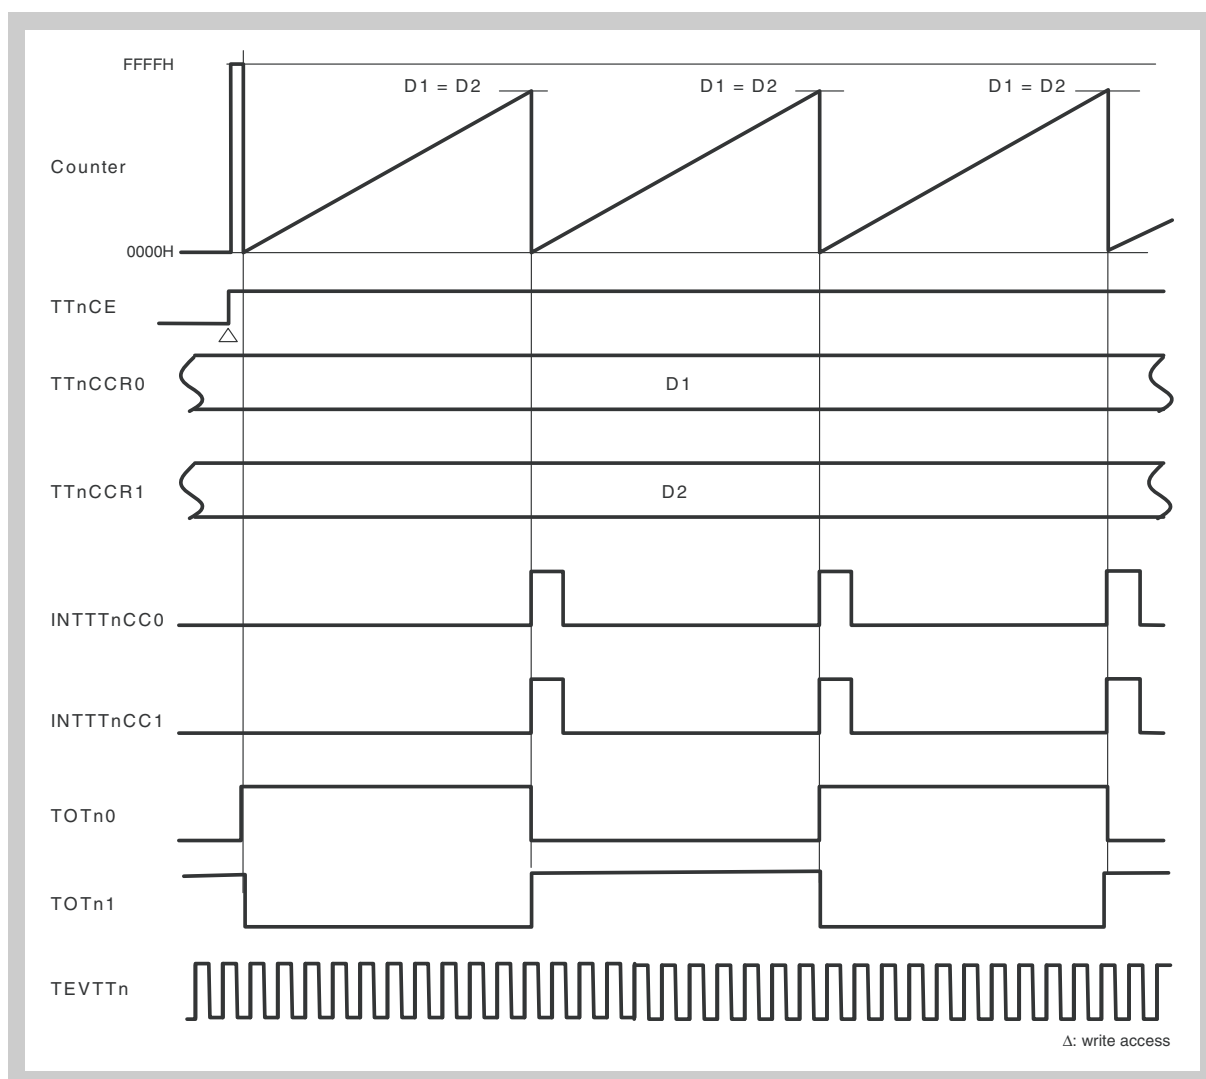 FFFFH
D1 = D2 D1 = D2 D1 = D2
Counter
0000H
TTnCE
TTnCCR0 D1
TTnCCR1 D2
INTTTnCC0
INTTTnCC1
TOTn0
TOTn1
TEVTTn
Δ: write access